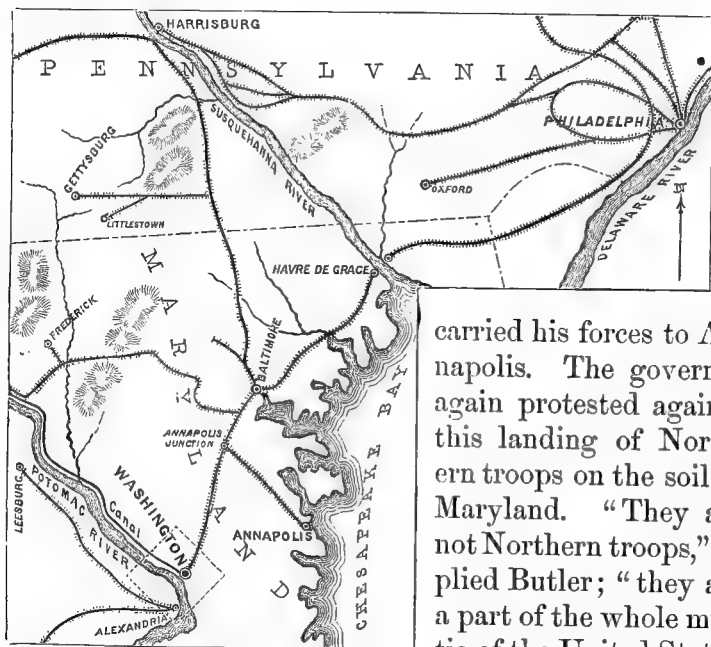 HARRISBURG
PENNSYLVANIA
SUSQUEHANNA RIVER
PHILADELPHIA
GETTYSBURG
OXFORD
LITTLESTOWN
DELAWARE RIVER
N
MARYLAND
HAVRE DE GRACE
FREDERICK
BALTIMORE
ANNAPOLIS
JUNCTION
CHESAPEAKE BAY
LEESBURG
POTOMAC RIVER
Canal
WASHINGTON
ANNAPOLIS
ALEXANDRIA
carried his forces to A
napolis. The govern
again protested again
this landing of Nor
ern troops on the soil
Maryland. “They a
not Northern troops,”
plied Butler; “they a
a part of the whole m